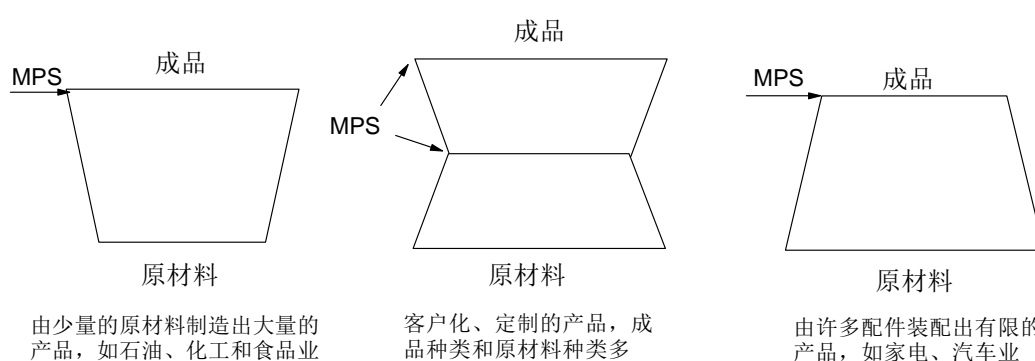 成品
MPS
原材料
由少量的原材料制造出大量的
产品，如石油、化工和食品业
成品
MPS
原材料
客户化、定制的产品，成
品种类和原材料种类多
MPS
成品
原材料
由许多配件装配出有限的
产品，如家电、汽车业